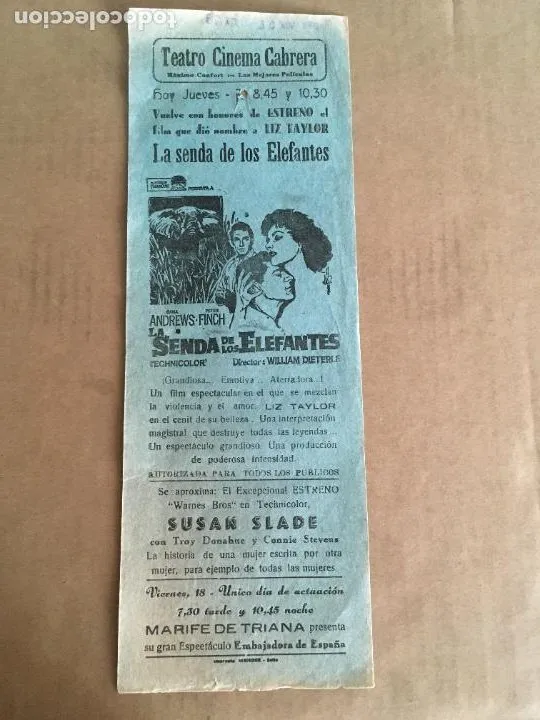 todocoleccion
Teatro Cinema Cabrera
Máximo Confort - Las Mejores Películas
Hoy Jueves - 8,45 y 10,30
Vuelve con honores de ESTRENO el
film que dió nombre a LIZ TAYLOR
La senda de los Elefantes
PRESENTA A
DANA ANDREWS · PETER FINCH
LA SENDA DE LOS ELEFANTES
TECHNICOLOR Director: WILLIAM DIETERLE
¡Grandiosa... Emotiva... Aterradora..!
Un film espectacular en el que se mezclan
la violencia y el amor. LIZ TAYLOR
en el cenit de su belleza. Una interpretación
magistral que destruye todas las leyendas...
Un espectáculo grandioso. Una producción
de poderosa intensidad.
AUTORIZADA PARA TODOS LOS PUBLICOS
Se aproxima: El Excepcional ESTRENO
"Warnes Bros" en Technicolor,
SUSAN SLADE
con Troy Donahue y Connie Stevens
La historia de una mujer escrita por otra
mujer, para ejemplo de todas las mujeres
Viernes, 18 - Unico día de actuación
7,30 tarde y 10,45 noche
MARIFE DE TRIANA presenta
su gran Espectáculo Embajadora de España